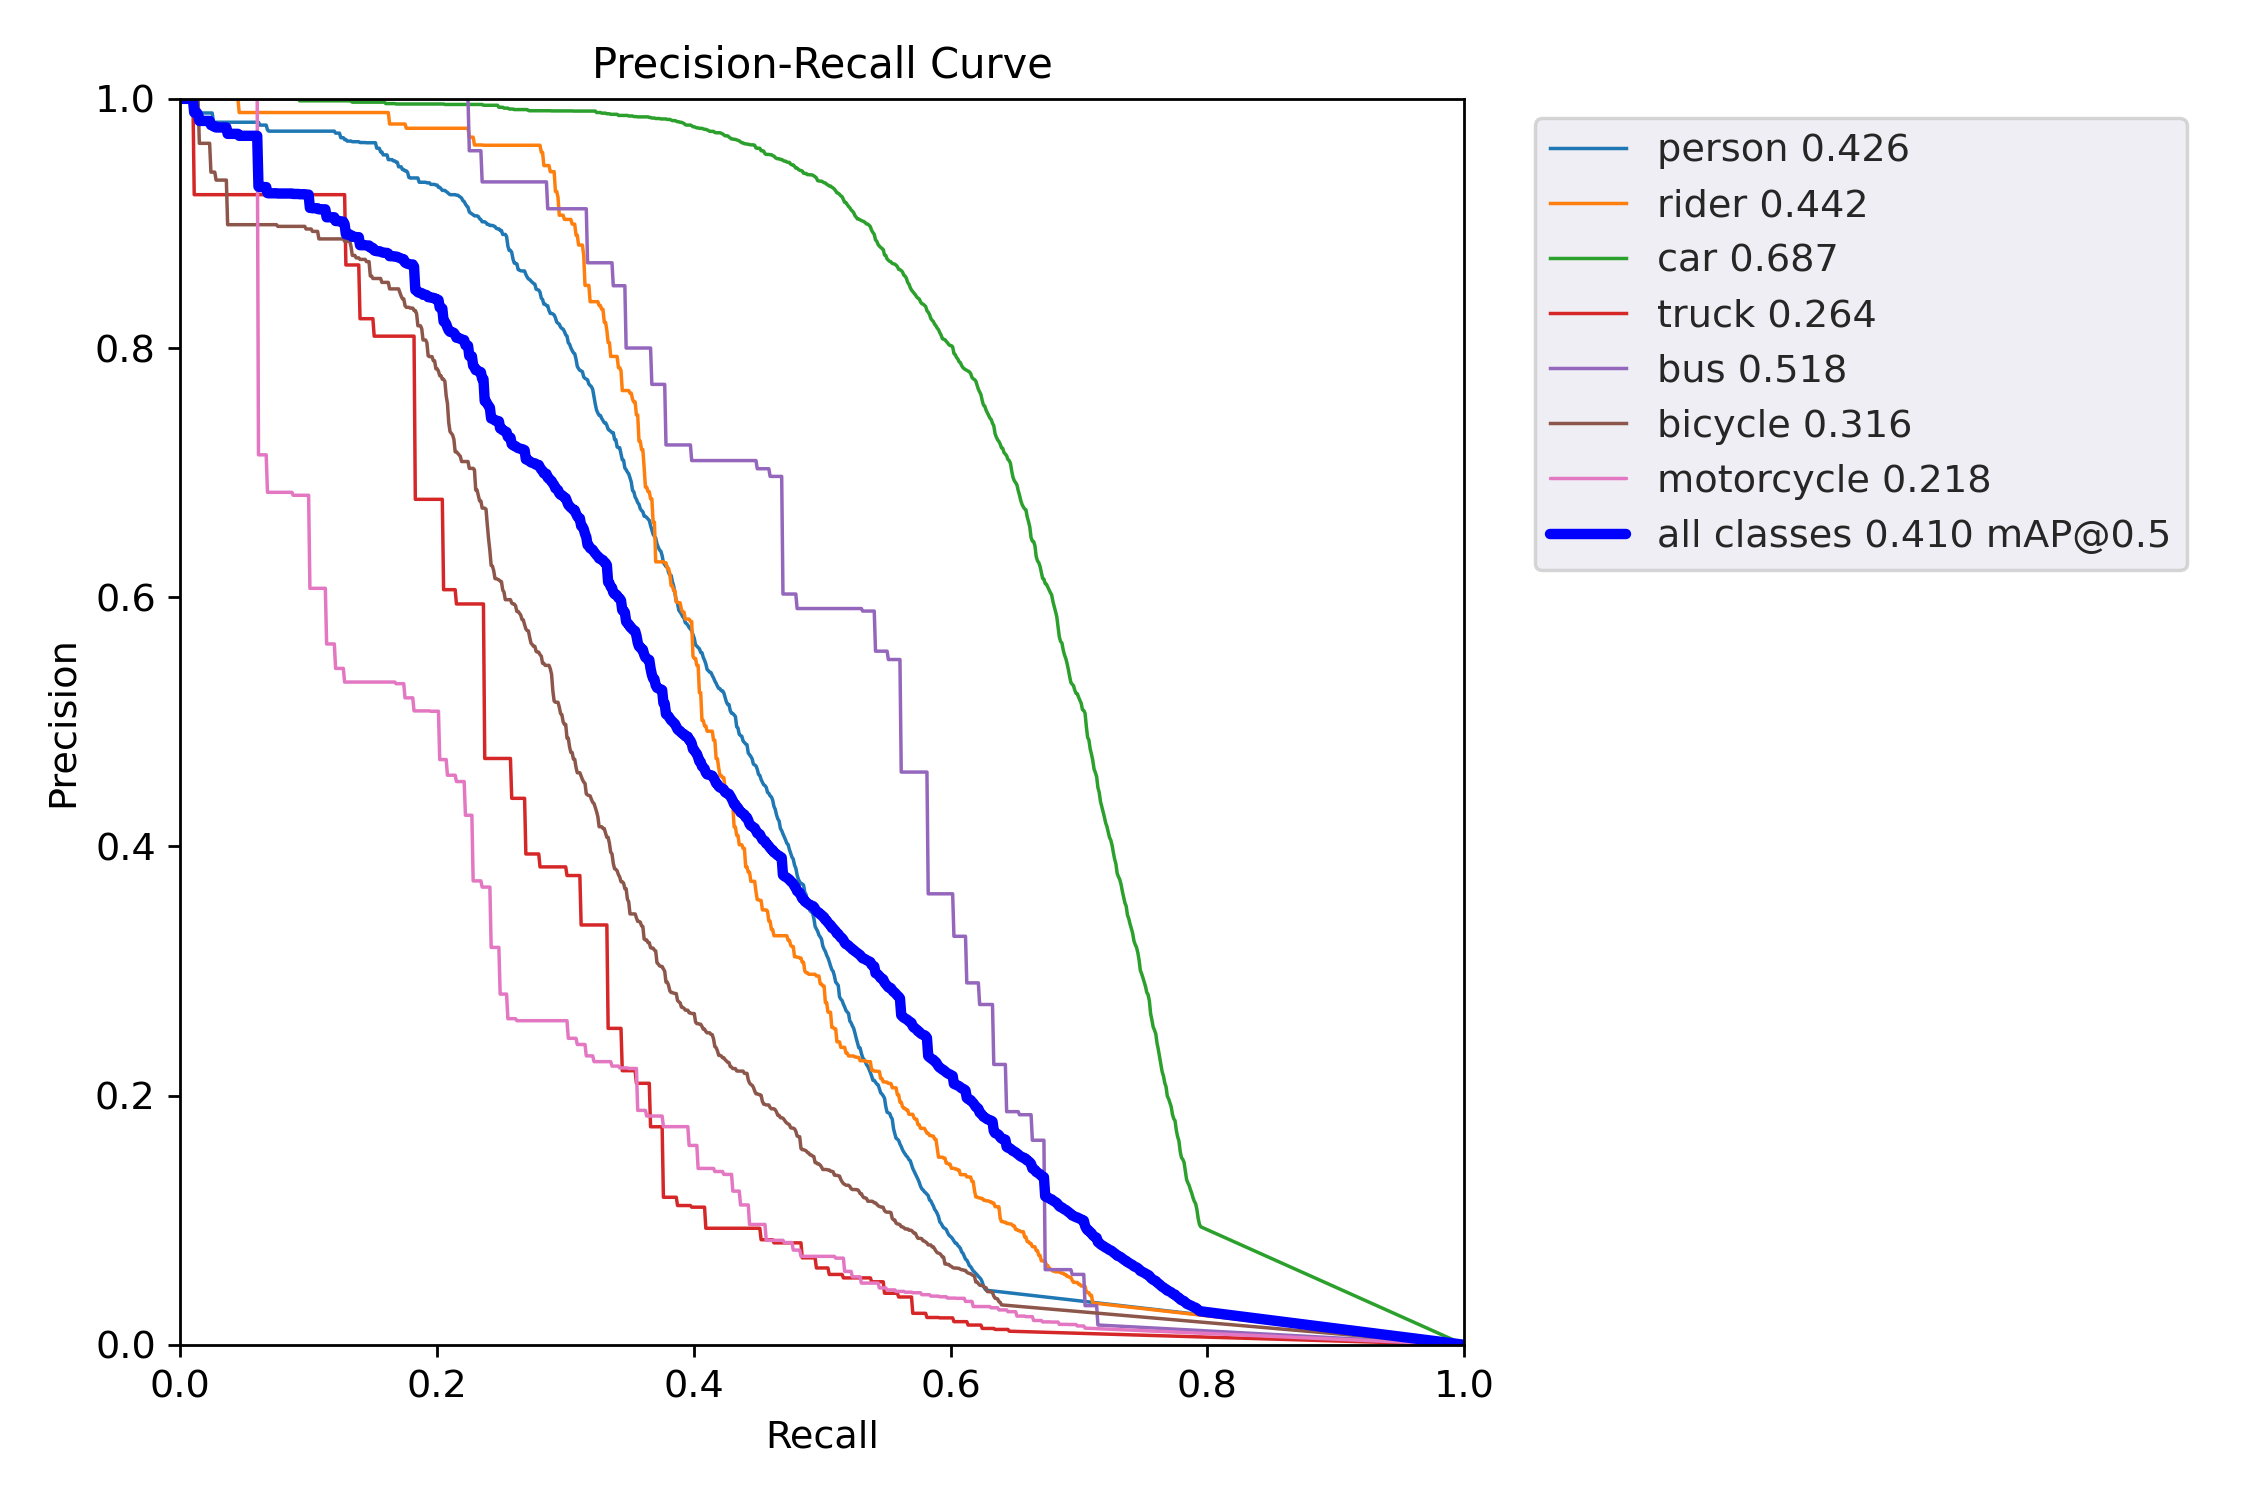 Precision-Recall Curve
1.0
0.8
0.6
0.4
0.2
0.0
Precision
0.0 0.2 0.4 0.6 0.8 1.0
Recall
person 0.426
rider 0.442
car 0.687
truck 0.264
bus 0.518
bicycle 0.316
motorcycle 0.218
all classes 0.410 mAP@0.5